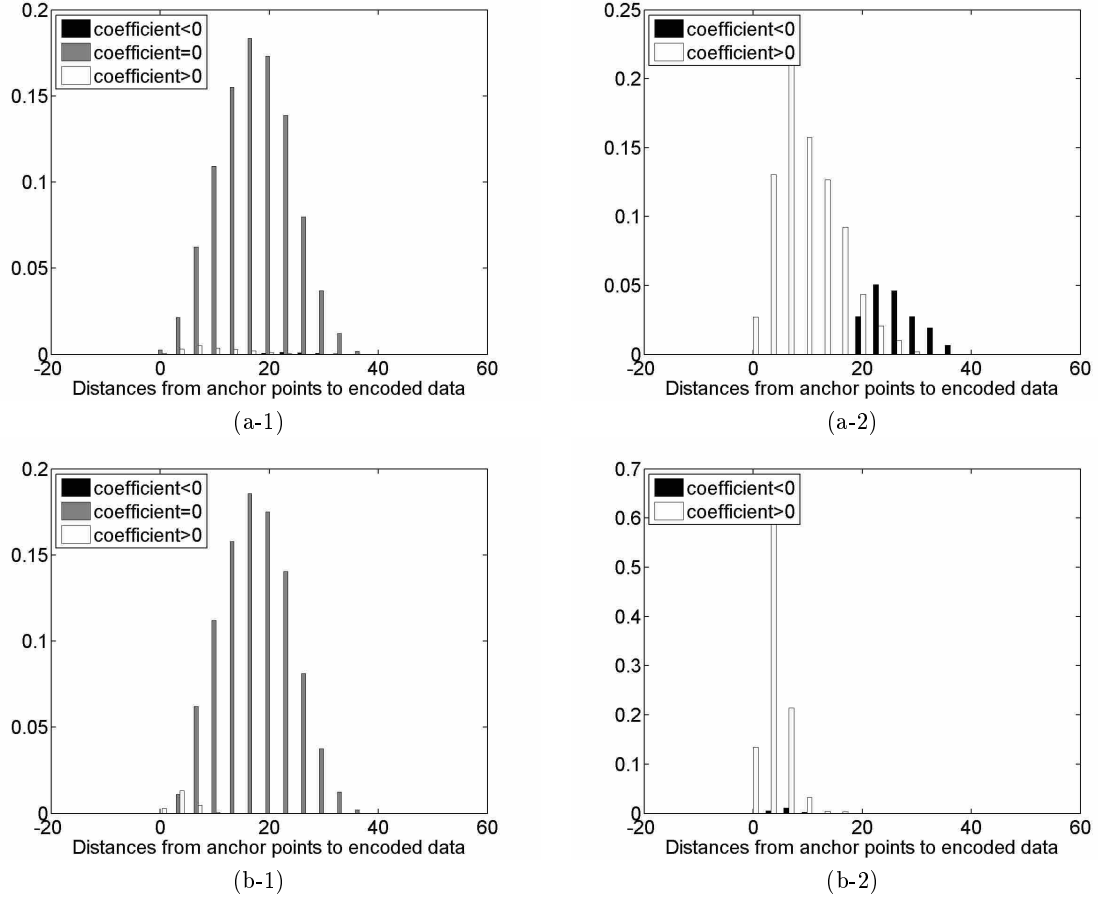 0.2
0.15
0.1
0.05
0
coefficient<0
coefficient=0
coefficient>0
-20 0 20 40 60
Distances from anchor points to encoded data
(a-1)
0.25
0.2
0.15
0.1
0.05
0
coefficient<0
coefficient>0
-20 0 20 40 60
Distances from anchor points to encoded data
(a-2)
0.2
0.15
0.1
0.05
0
coefficient<0
coefficient=0
coefficient>0
-20 0 20 40 60
Distances from anchor points to encoded data
(b-1)
0.7
0.6
0.5
0.4
0.3
0.2
0.1
0
coefficient<0
coefficient>0
-20 0 20 40 60
Distances from anchor points to encoded data
(b-2)